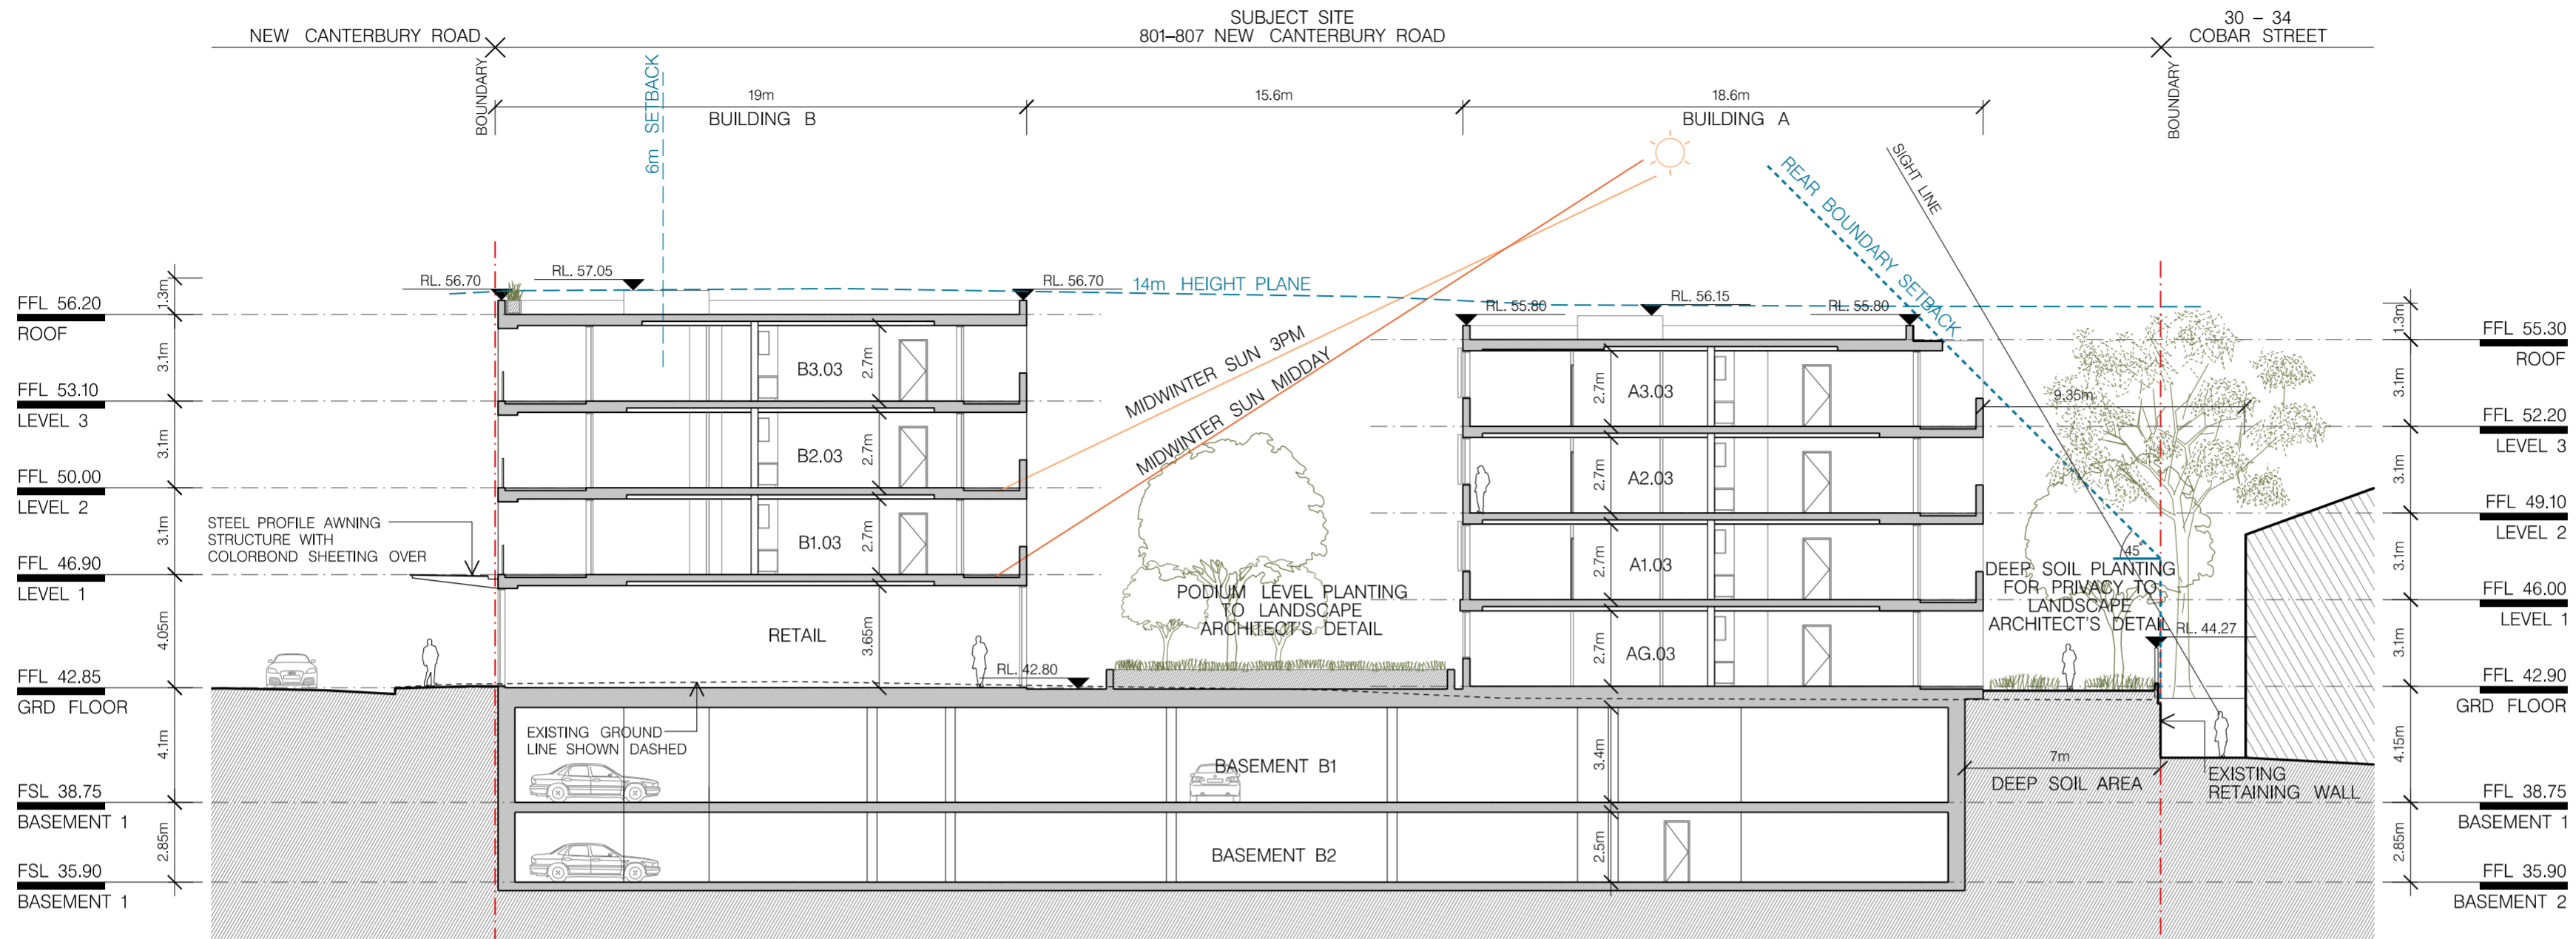 NEW CANTERBURY ROAD
SUBJECT SITE
801–807 NEW CANTERBURY ROAD
30 – 34
COBAR STREET
BOUNDARY
6m SETBACK
19m
BUILDING B
15.6m
18.6m
BUILDING A
BOUNDARY
SIGHT LINE
REAR BOUNDARY SETBACK
RL. 56.70
RL. 57.05
RL. 56.70
14m HEIGHT PLANE
RL. 55.80
RL. 56.15
RL. 55.80
MIDWINTER SUN 3PM
MIDWINTER SUN MIDDAY
FFL 56.20
ROOF
FFL 53.10
LEVEL 3
FFL 50.00
LEVEL 2
FFL 46.90
LEVEL 1
FFL 42.85
GRD FLOOR
FSL 38.75
BASEMENT 1
FSL 35.90
BASEMENT 1
1.3m
3.1m
3.1m
3.1m
4.05m
4.1m
2.85m
STEEL PROFILE AWNING
STRUCTURE WITH
COLORBOND SHEETING OVER
B3.03
2.7m
B2.03
2.7m
B1.03
2.7m
RETAIL
3.65m
RL. 42.80
EXISTING GROUND
LINE SHOWN DASHED
PODIUM LEVEL PLANTING
TO LANDSCAPE
ARCHITECT'S DETAIL
2.7m
A3.03
2.7m
A2.03
2.7m
A1.03
2.7m
AG.03
BASEMENT B1
3.4m
BASEMENT B2
2.5m
9.35m
45°
DEEP SOIL PLANTING
FOR PRIVACY TO
LANDSCAPE
ARCHITECT'S DETAIL
RL. 44.27
7m
DEEP SOIL AREA
EXISTING
RETAINING WALL
1.3m
3.1m
3.1m
3.1m
3.1m
4.15m
2.85m
FFL 55.30
ROOF
FFL 52.20
LEVEL 3
FFL 49.10
LEVEL 2
FFL 46.00
LEVEL 1
FFL 42.90
GRD FLOOR
FFL 38.75
BASEMENT 1
FFL 35.90
BASEMENT 2